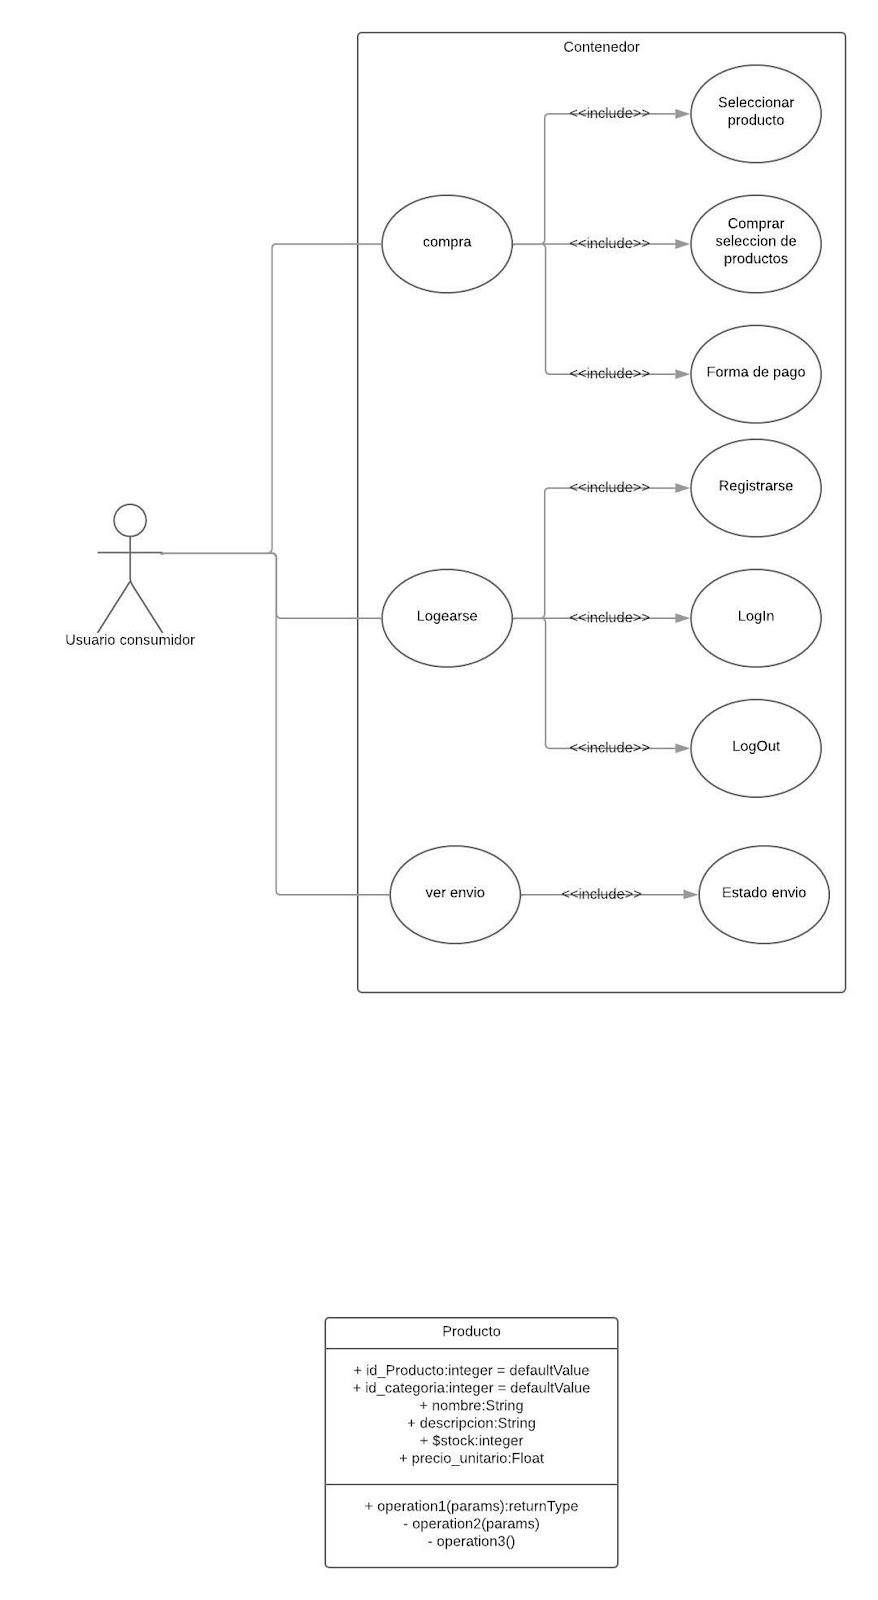 Contenedor
Seleccionar
producto
<<include>>
Comprar
seleccion de
productos
compra
<<include>>
<<include>>
Forma de pago
<<include>>
Registrarse
Logearse
<<include>>
LogIn
Usuario consumidor
<<include>>
LogOut
ver envio
<<include>>
Estado envio
Producto
+ id_Producto:integer = defaultValue
+ id_categoria:integer = defaultValue
+ nombre:String
+ descripcion:String
+ $stock:integer
+ precio_unitario:Float
+ operation1(params):returnType
- operation2(params)
- operation3()